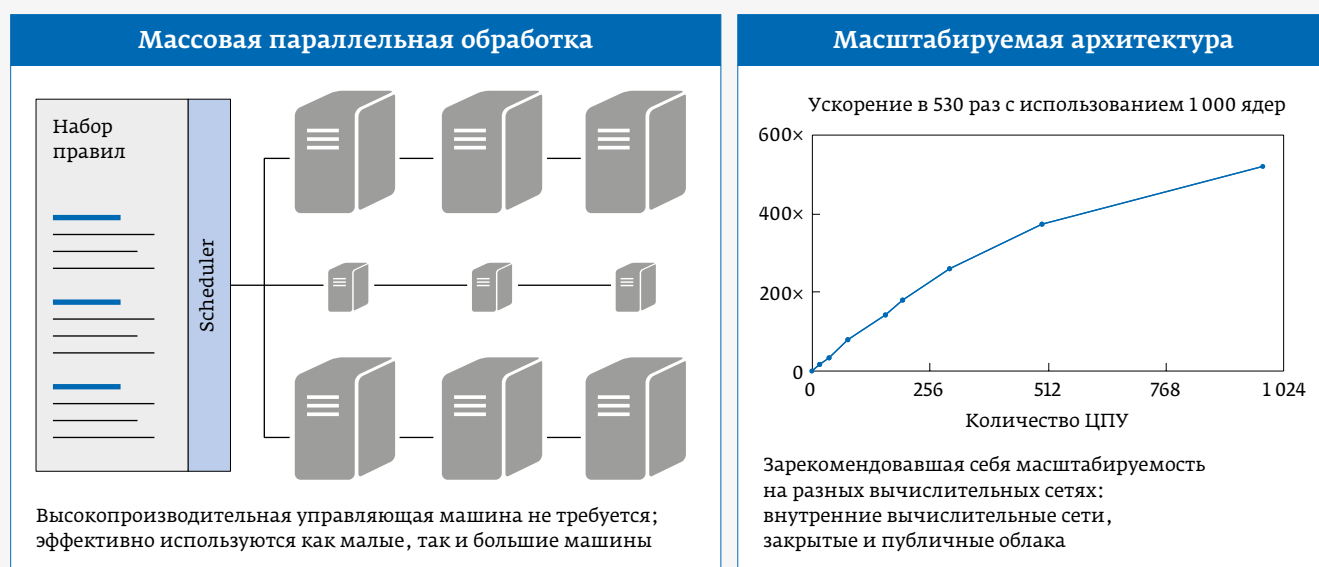 Массовая параллельная обработка
Набор
правил
Scheduler
Высокопроизводительная управляющая машина не требуется;
эффективно используются как малые, так и большие машины
Масштабируемая архитектура
Ускорение в 530 раз с использованием 1 000 ядер
600×
400×
200×
0
0 256 512 768 1 024
Количество ЦПУ
Зарекомендовавшая себя масштабируемость
на разных вычислительных сетях:
внутренние вычислительные сети,
закрытые и публичные облака